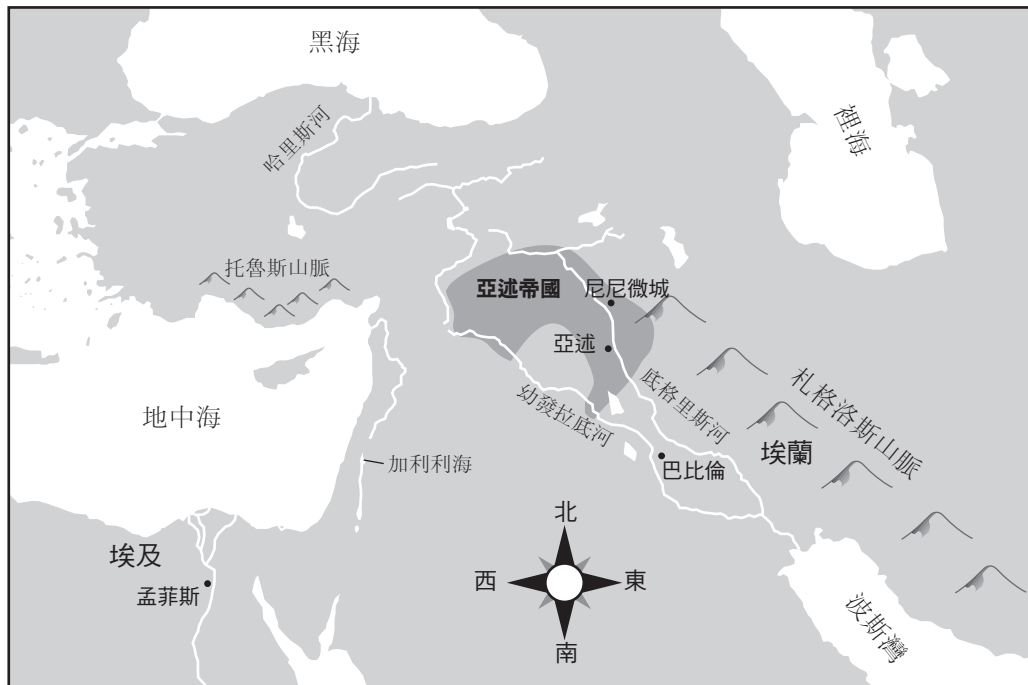 黑海
裡海
哈里斯河
托魯斯山脈
亞述帝國
尼尼微城
亞述
底格里斯河
札格洛斯山脈
幼發拉底河
地中海
埃蘭
加利利海
巴比倫
北
埃及
西
東
孟菲斯
南
波斯灣